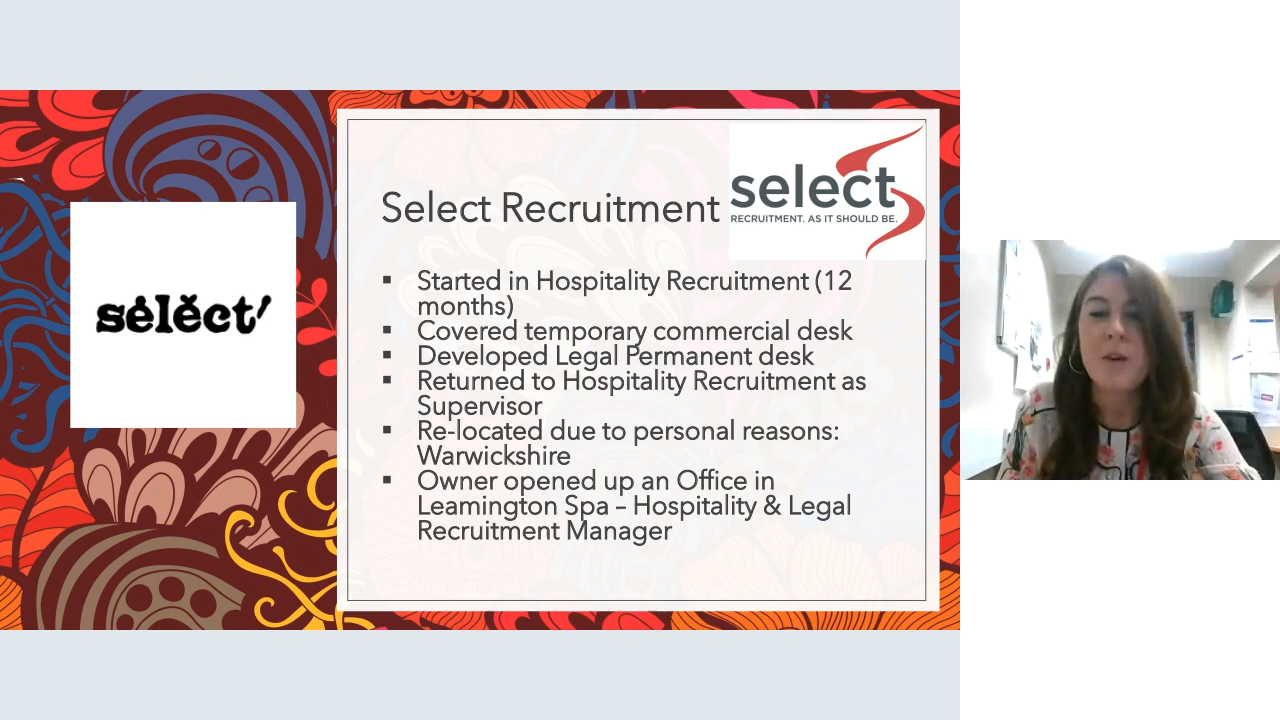 sélěct'
Select Recruitment
select
RECRUITMENT. AS IT SHOULD BE.
▪ Started in Hospitality Recruitment (12
months)
▪ Covered temporary commercial desk
▪ Developed Legal Permanent desk
▪ Returned to Hospitality Recruitment as
Supervisor
▪ Re-located due to personal reasons:
Warwickshire
▪ Owner opened up an Office in
Leamington Spa – Hospitality & Legal
Recruitment Manager